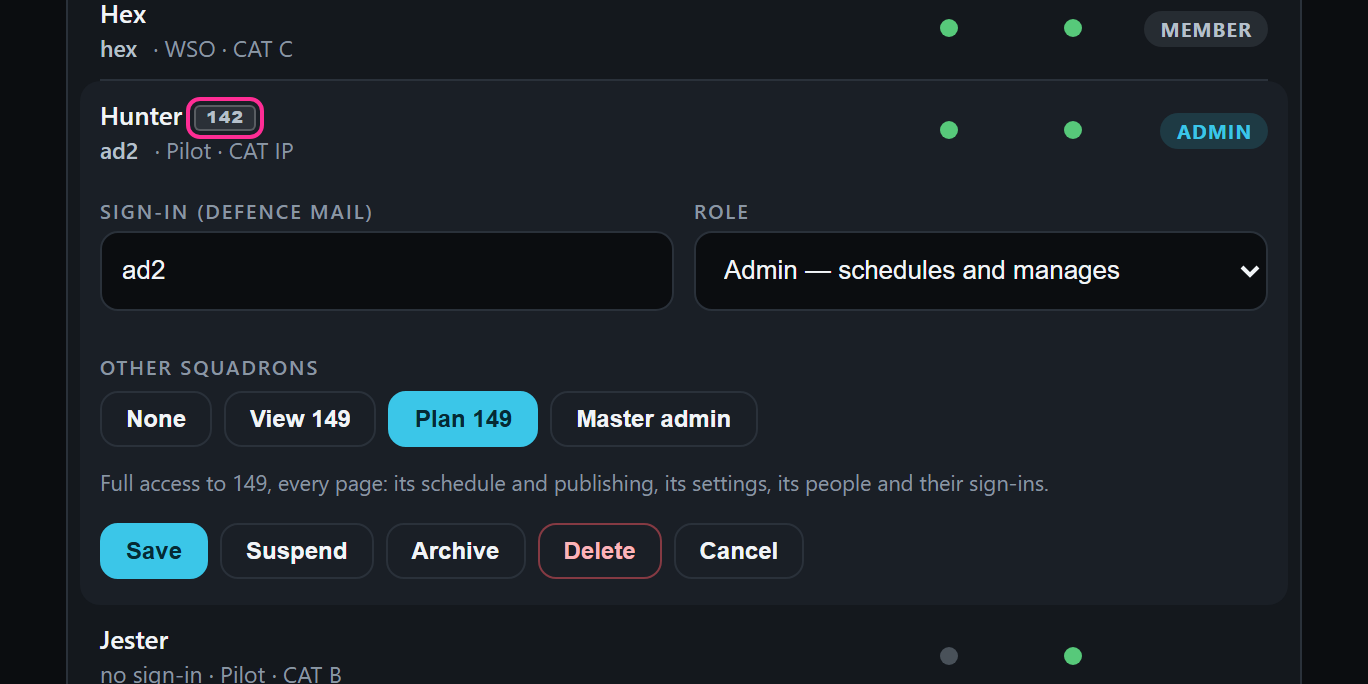 Hex
hex · WSO · CAT C
MEMBER
Hunter 142
ad2 · Pilot · CAT IP
ADMIN
SIGN-IN (DEFENCE MAIL)
ROLE
ad2
Admin — schedules and manages
OTHER SQUADRONS
None
View 149
Plan 149
Master admin
Full access to 149, every page: its schedule and publishing, its settings, its people and their sign-ins.
Save
Suspend
Archive
Delete
Cancel
Jester
no sign-in · Pilot · CAT B